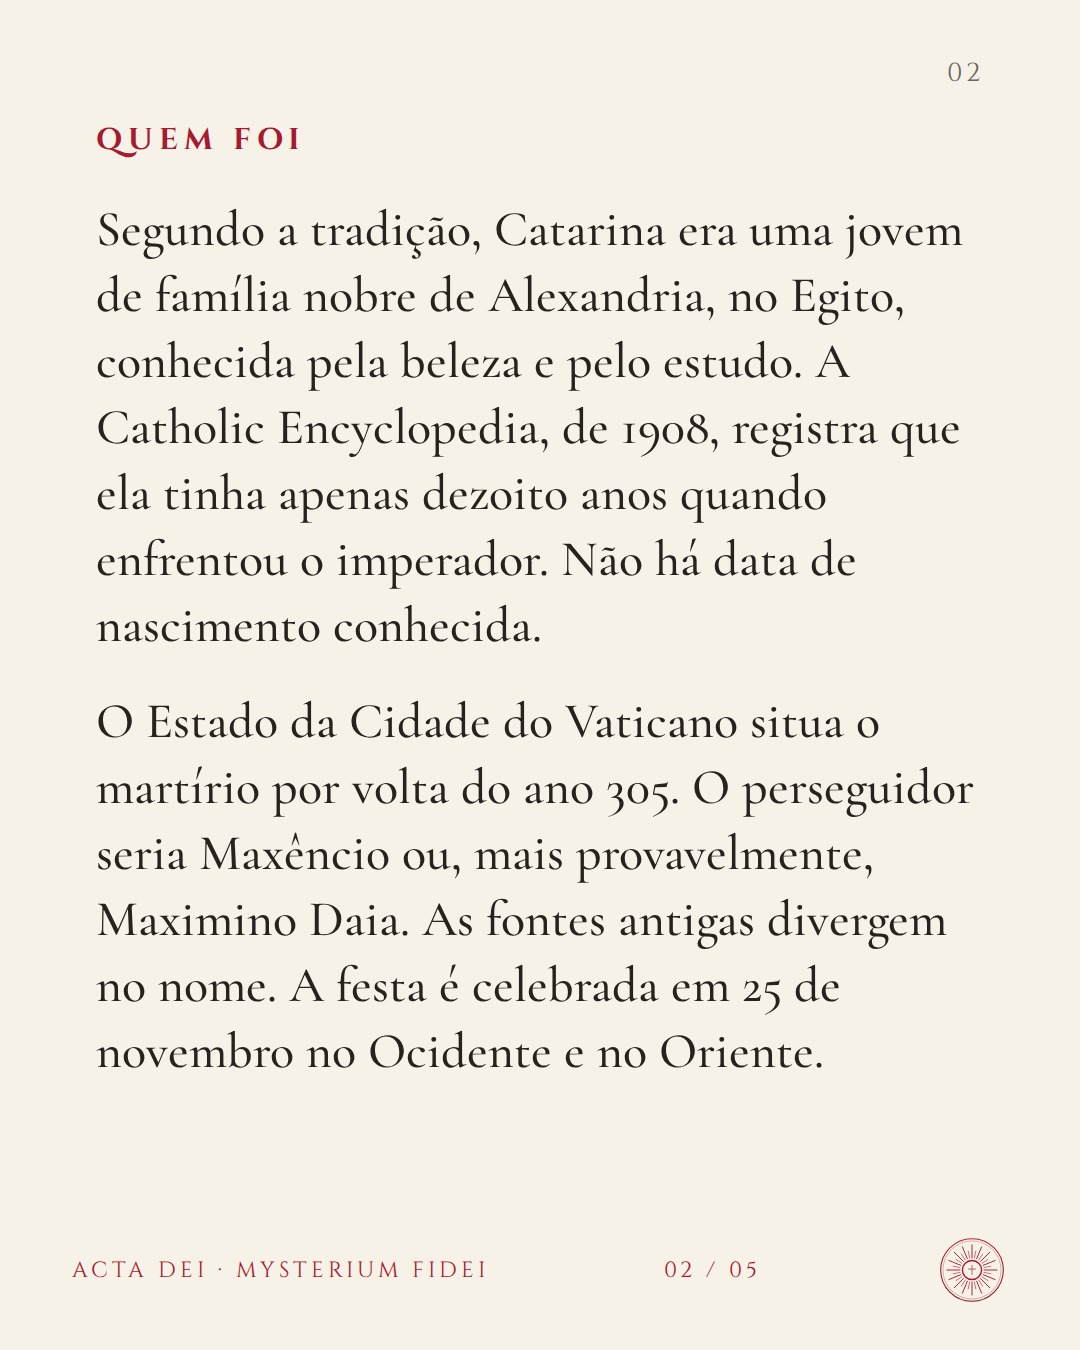 02
QUEM FOI
Segundo a tradição, Catarina era uma jovem
de família nobre de Alexandria, no Egito,
conhecida pela beleza e pelo estudo. A
Catholic Encyclopedia, de 1908, registra que
ela tinha apenas dezoito anos quando
enfrentou o imperador. Não há data de
nascimento conhecida.
O Estado da Cidade do Vaticano situa o
martírio por volta do ano 305. O perseguidor
seria Maxêncio ou, mais provavelmente,
Maximino Daia. As fontes antigas divergem
no nome. A festa é celebrada em 25 de
novembro no Ocidente e no Oriente.
ACTA DEI · MYSTERIUM FIDEI
02 / 05